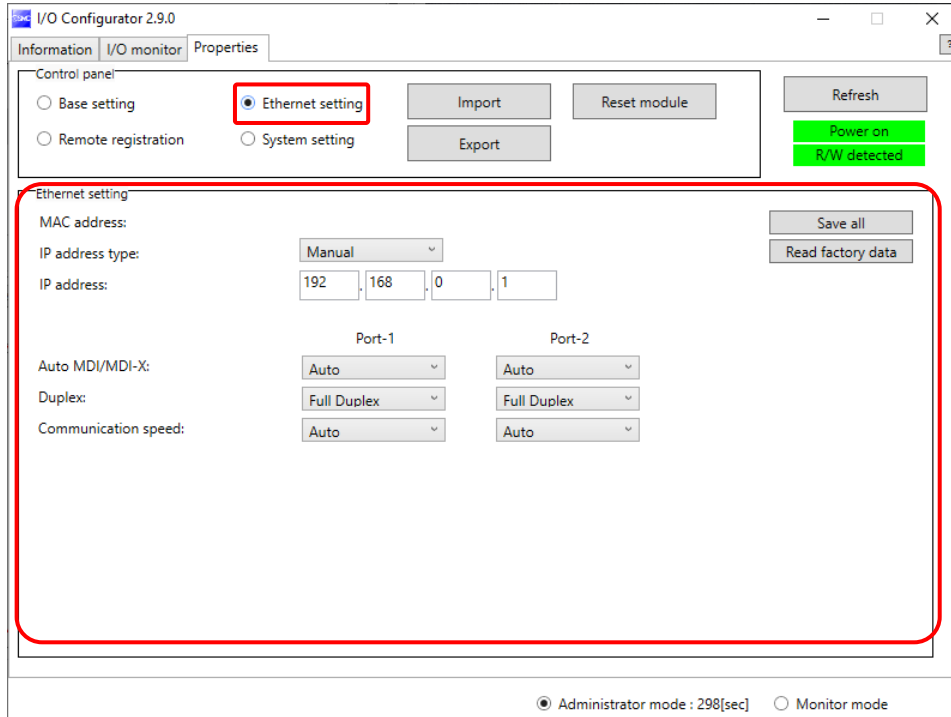 I/O Configurator 2.9.0
Information I/O monitor Properties
Control panel
Base setting Ethernet setting Import Reset module Refresh
Remote registration System setting Export Power on
R/W detected
Ethernet setting
MAC address: Save all
IP address type: Manual Read factory data
IP address: 192 . 168 . 0 . 1
Port-1 Port-2
Auto MDI/MDI-X: Auto Auto
Duplex: Full Duplex Full Duplex
Communication speed: Auto Auto
Administrator mode : 298[sec] Monitor mode